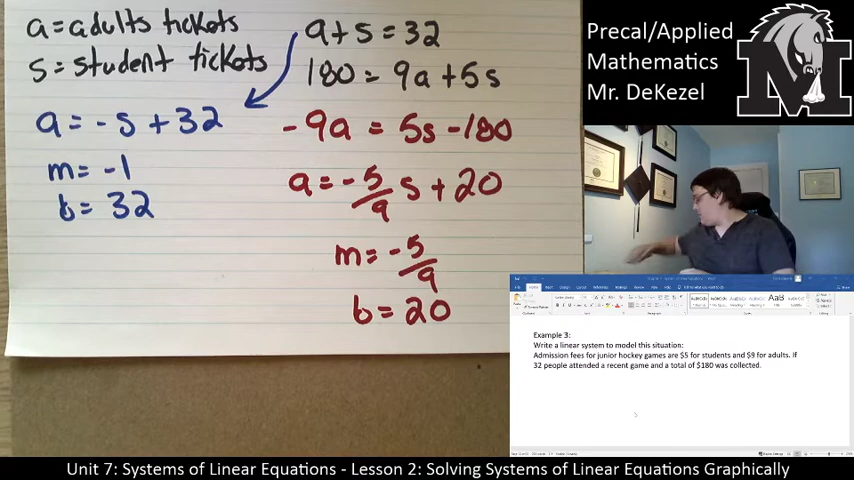 a=adults tickets
s=student tickets
a+s=32
180=9a+5s
a=-s+32
m=-1
b=32
-9a=5s-180
a=-5/9 s+20
m=-5/9
b=20
Precal/Applied
Mathematics
Mr. DeKezel
M
Example 3:
Write a linear system to model this situation:
Admission fees for junior hockey games are $5 for students and $9 for adults. If
32 people attended a recent game and a total of $180 was collected.
Unit 7: Systems of Linear Equations - Lesson 2: Solving Systems of Linear Equations Graphically